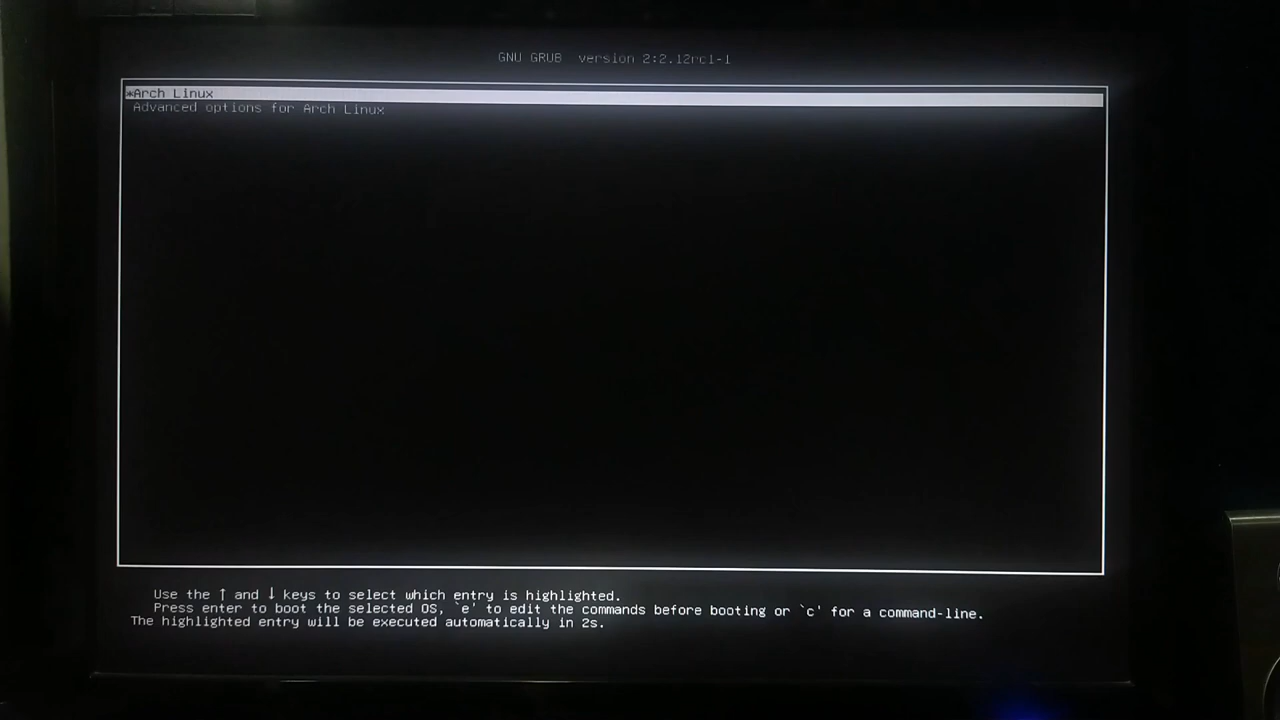 GNU GRUB  version 2:2.12rc1-1
*Arch Linux
Advanced options for Arch Linux
Use the ↑ and ↓ keys to select which entry is highlighted.
Press enter to boot the selected OS, `e' to edit the commands before booting or `c' for a command-line.
The highlighted entry will be executed automatically in 2s.